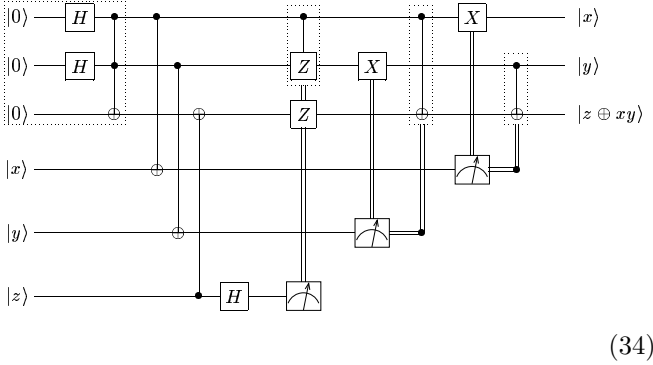 |0⟩ H X |x⟩
|0⟩ H Z X |y⟩
|0⟩ Z |z ⊕ xy⟩
|x⟩
|y⟩
|z⟩ H
(34)